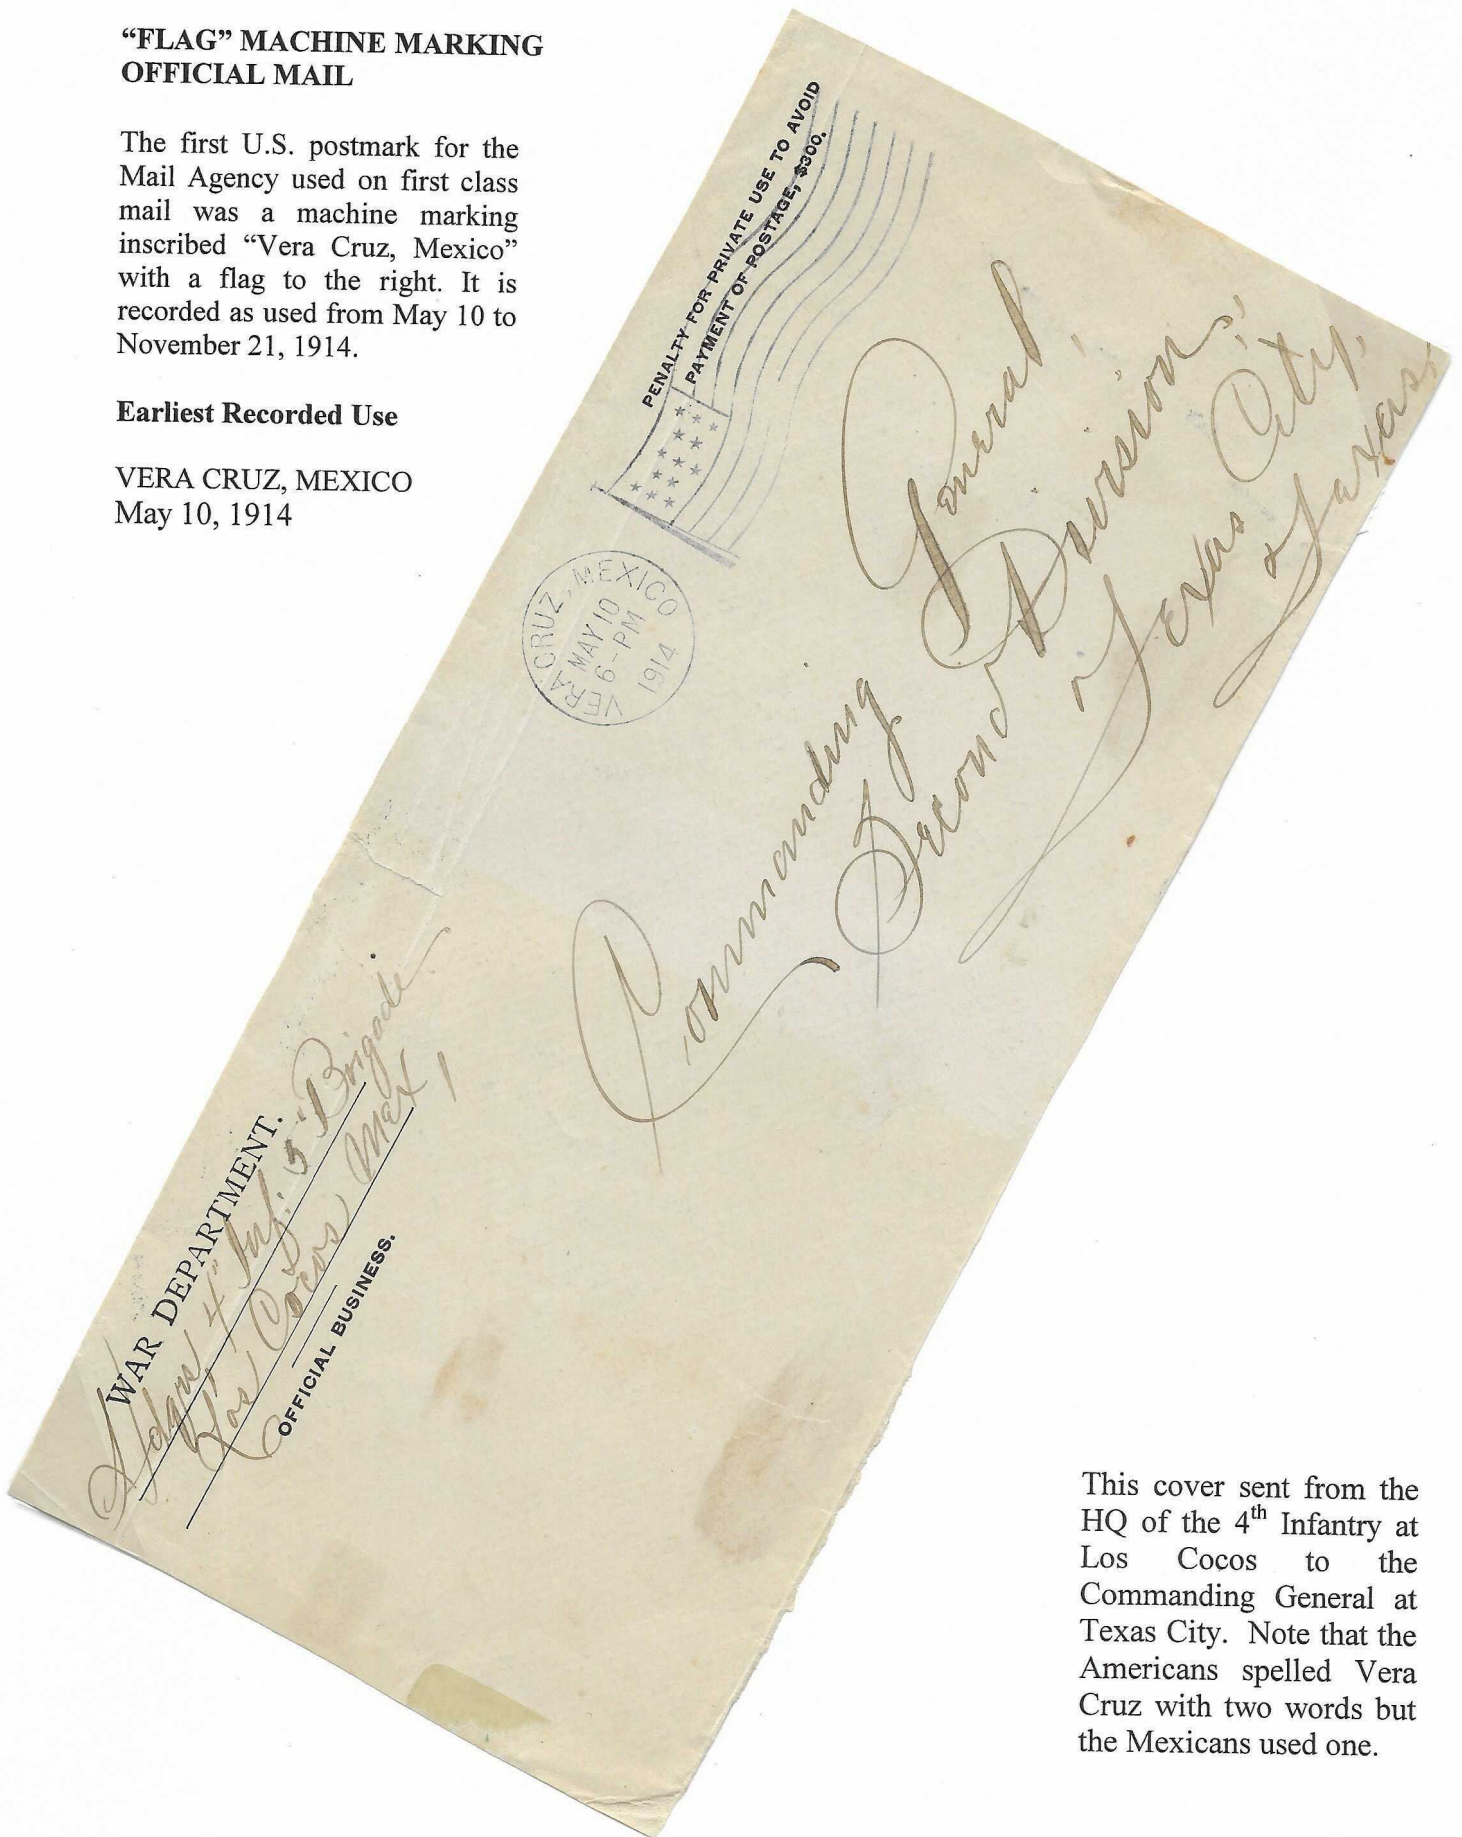 “FLAG” MACHINE MARKING
OFFICIAL MAIL
The first U.S. postmark for the
Mail Agency used on first class
mail was a machine marking
inscribed “Vera Cruz, Mexico”
with a flag to the right. It is
recorded as used from May 10 to
November 21, 1914.
Earliest Recorded Use
VERA CRUZ, MEXICO
May 10, 1914
PENALTY FOR PRIVATE USE TO AVOID
PAYMENT OF POSTAGE, $300.
VERA CRUZ, MEXICO
MAY 10
6-PM
1914
Commanding General,
Second Division,
Texas City,
Texas
WAR DEPARTMENT.
Hdqrs 4" Inf. 5" Brigade
Los Cocos Mex
OFFICIAL BUSINESS.
This cover sent from the
HQ of the 4th Infantry at
Los Cocos to the
Commanding General at
Texas City. Note that the
Americans spelled Vera
Cruz with two words but
the Mexicans used one.